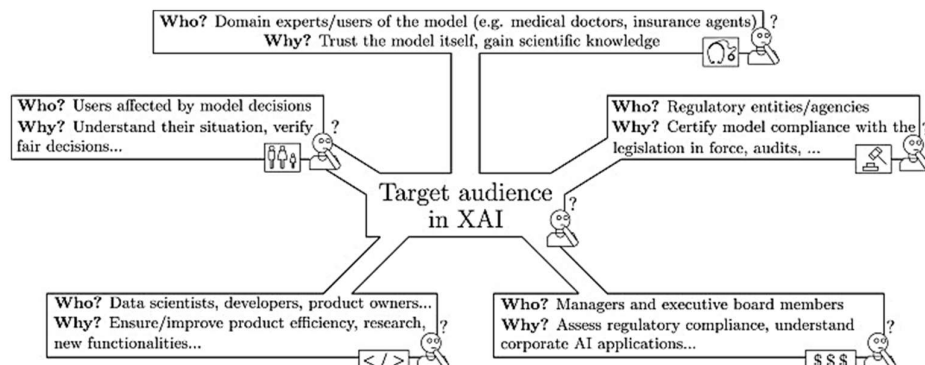 Who? Domain experts/users of the model (e.g. medical doctors, insurance agents)
Why? Trust the model itself, gain scientific knowledge
?
Who? Users affected by model decisions
Why? Understand their situation, verify
fair decisions...
?
Who? Regulatory entities/agencies
Why? Certify model compliance with the
legislation in force, audits, ...
?
Target audience
in XAI
?
Who? Data scientists, developers, product owners...
Why? Ensure/improve product efficiency, research,
new functionalities...
?
</>
Who? Managers and executive board members
Why? Assess regulatory compliance, understand
corporate AI applications...
?
$$$